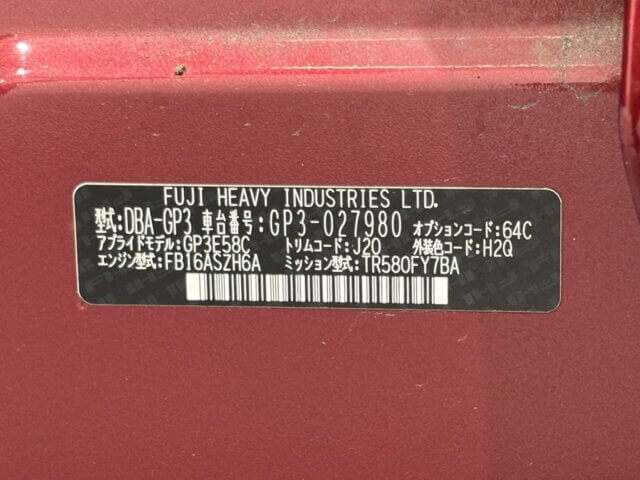 FUJI HEAVY INDUSTRIES LTD.
型式:DBA-GP3 車台番号:GP3-027980 オプションコード:64C
アプライドモデル:GP3E58C トリムコード:J20 外装色コード:H2Q
エンジン型式:FB16ASZH6A ミッション型式:TR580FY7BA